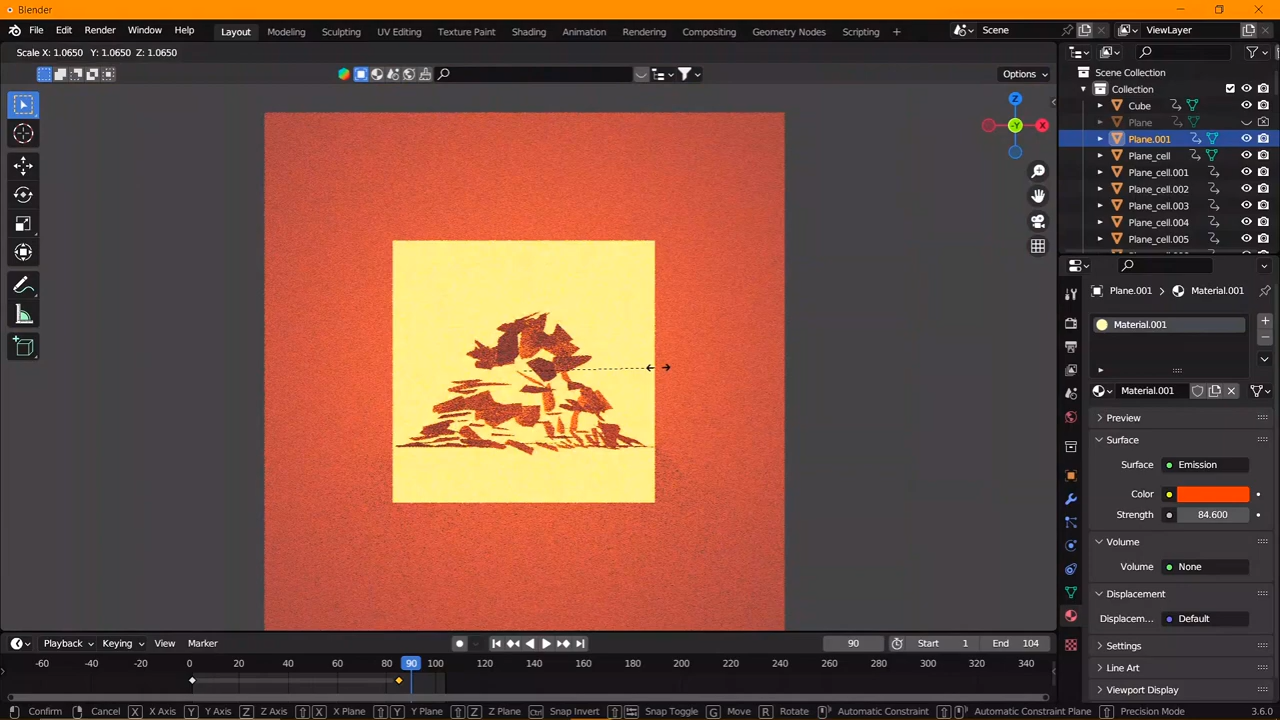 Blender
File Edit Render Window Help Layout Modeling Sculpting UV Editing Texture Paint Shading Animation Rendering Compositing Geometry Nodes Scripting + Scene ViewLayer
Scale X: 1.0650 Y: 1.0650 Z: 1.0650
Options
Z
-Y
X
Scene Collection
Collection
Cube
Plane
Plane.001
Plane_cell
Plane_cell.001
Plane_cell.002
Plane_cell.003
Plane_cell.004
Plane_cell.005
Plane.001 > Material.001
Material.001
Material.001
Preview
Surface
Surface Emission
Color
Strength 84.600
Volume
Volume None
Displacement
Displacem... Default
Settings
Line Art
Viewport Display
Playback Keying View Marker 90 Start 1 End 104
-60 -40 -20 1 20 40 60 80 90 100 120 140 160 180 200 220 240 260 280 300 320 340
Confirm Cancel X X Axis Y Y Axis Z Z Axis X X Plane Y Y Plane Z Z Plane Ctrl Snap Invert Snap Toggle G Move R Rotate Automatic Constraint Automatic Constraint Plane 3.6.0